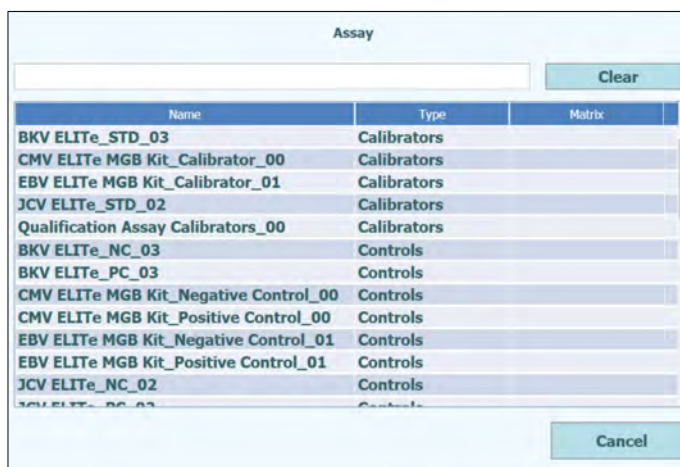 Assay
Clear
Name Type Matrix
BKV ELITe_STD_03 Calibrators
CMV ELITe MGB Kit_Calibrator_00 Calibrators
EBV ELITe MGB Kit_Calibrator_01 Calibrators
JCV ELITe_STD_02 Calibrators
Qualification Assay Calibrators_00 Calibrators
BKV ELITe_NC_03 Controls
BKV ELITe_PC_03 Controls
CMV ELITe MGB Kit_Negative Control_00 Controls
CMV ELITe MGB Kit_Positive Control_00 Controls
EBV ELITe MGB Kit_Negative Control_01 Controls
EBV ELITe MGB Kit_Positive Control_01 Controls
JCV ELITe_NC_02 Controls
Cancel